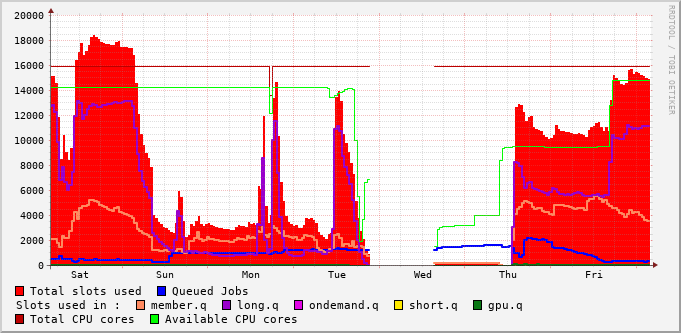 20000
18000
16000
14000
12000
10000
8000
6000
4000
2000
0
Sat Sun Mon Tue Wed Thu Fri
RRDTOOL / TOBI OETIKER
Total slots used Queued Jobs
Slots used in : member.q long.q ondemand.q short.q gpu.q
Total CPU cores Available CPU cores